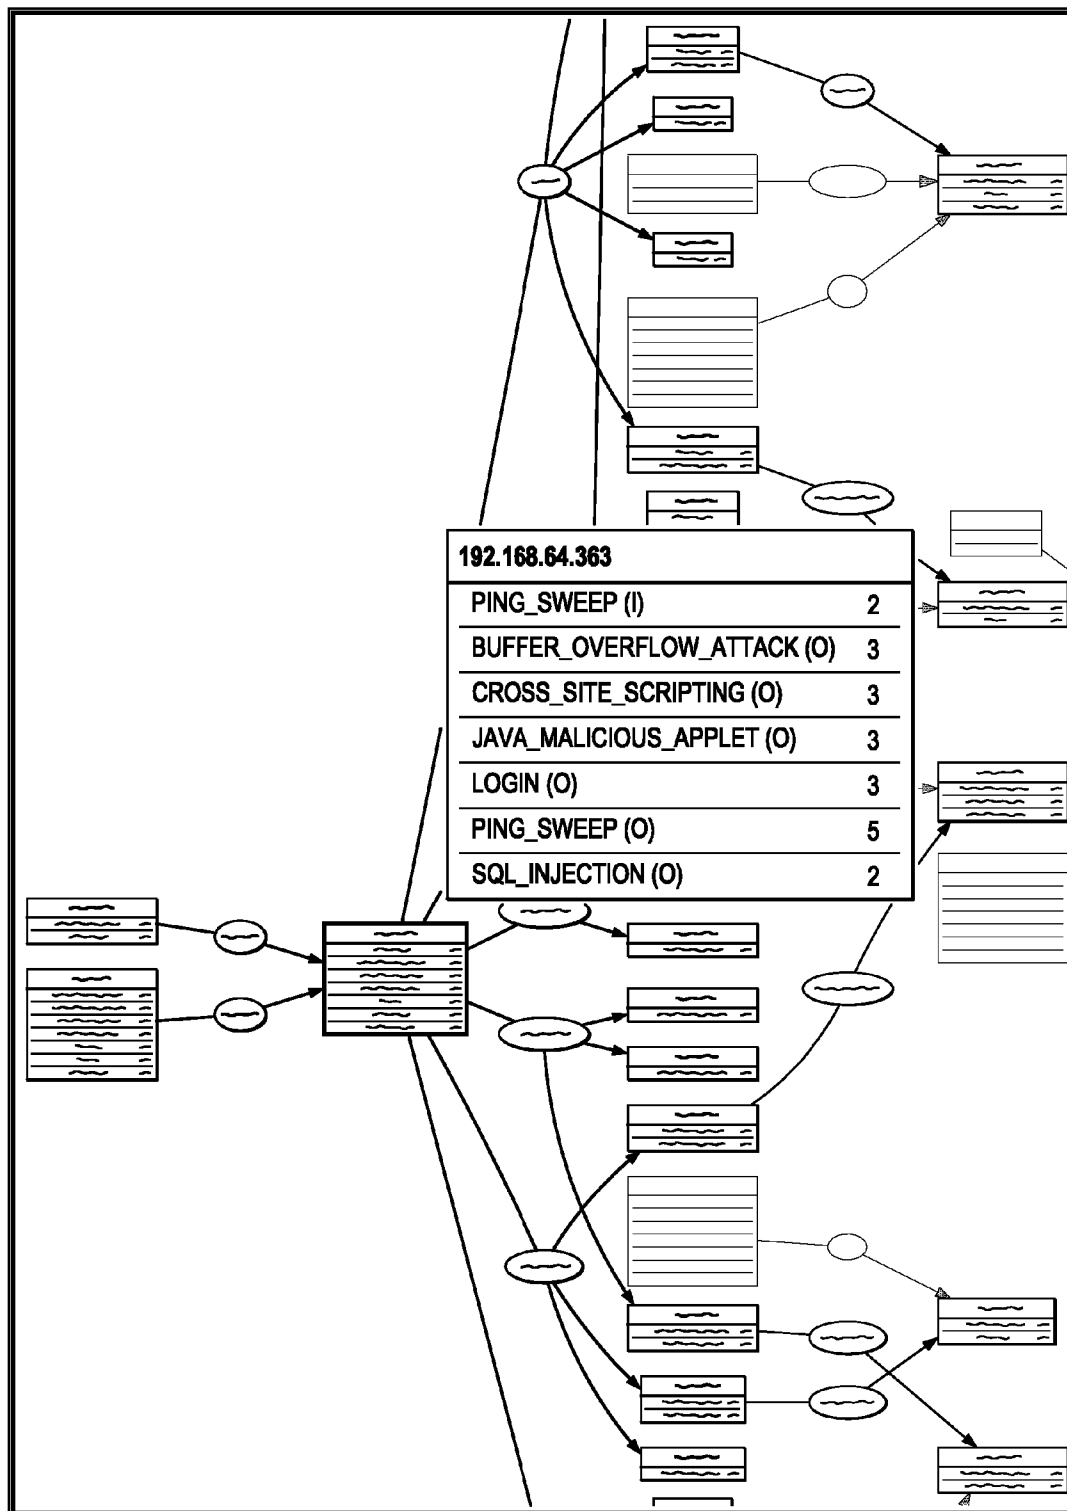 192.168.64.363
PING_SWEEP (I) 2
BUFFER_OVERFLOW_ATTACK (O) 3
CROSS_SITE_SCRIPTING (O) 3
JAVA_MALICIOUS_APPLET (O) 3
LOGIN (O) 3
PING_SWEEP (O) 5
SQL_INJECTION (O) 2